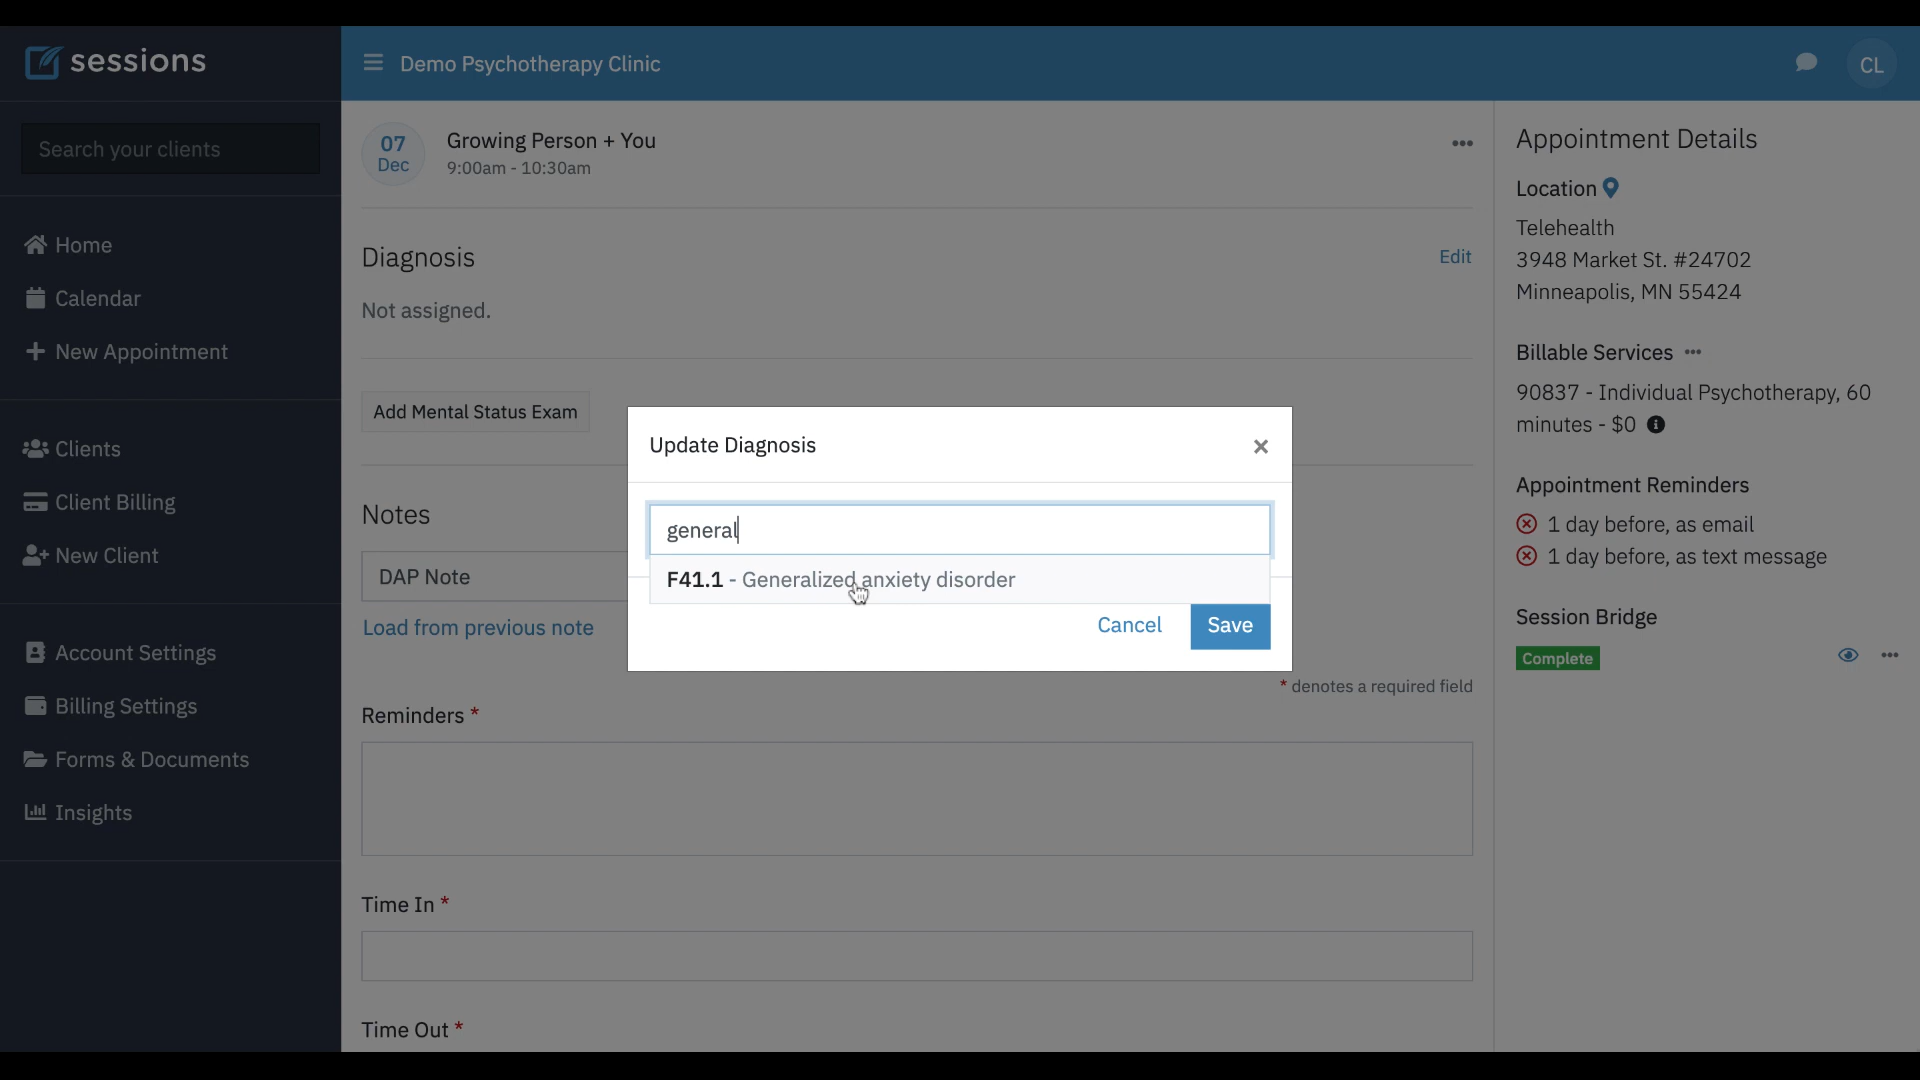 sessions
Search your clients
Home
Calendar
New Appointment
Clients
Client Billing
New Client
Account Settings
Billing Settings
Forms & Documents
Insights
Demo Psychotherapy Clinic
CL
07
Dec
Growing Person + You
9:00am - 10:30am
Diagnosis
Edit
Not assigned.
Add Mental Status Exam
Notes
DAP Note
Load from previous note
* denotes a required field
Reminders *
Time In *
Time Out *
Update Diagnosis
general
F41.1 - Generalized anxiety disorder
Cancel
Save
Appointment Details
Location
Telehealth
3948 Market St. #24702
Minneapolis, MN 55424
Billable Services
90837 - Individual Psychotherapy, 60
minutes - $0
Appointment Reminders
1 day before, as email
1 day before, as text message
Session Bridge
Complete